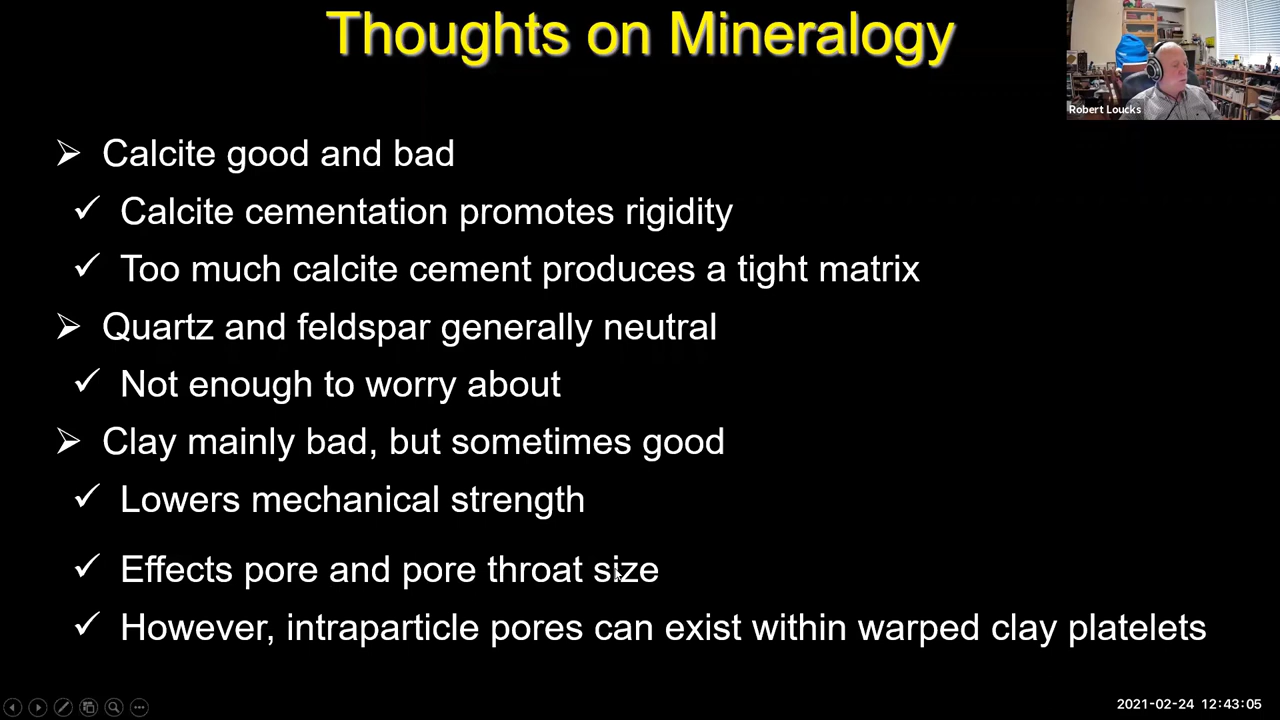 Thoughts on Mineralogy
Robert Loucks
➢ Calcite good and bad
✓ Calcite cementation promotes rigidity
✓ Too much calcite cement produces a tight matrix
➢ Quartz and feldspar generally neutral
✓ Not enough to worry about
➢ Clay mainly bad, but sometimes good
✓ Lowers mechanical strength
✓ Effects pore and pore throat size
✓ However, intraparticle pores can exist within warped clay platelets
2021-02-24 12:43:05